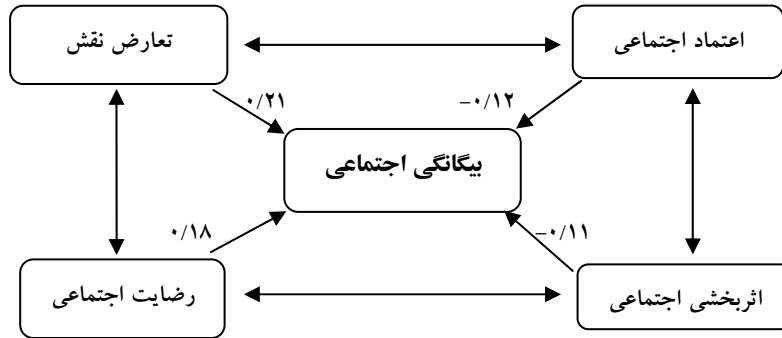 اعتماد اجتماعی
تعارض نقش
-۰/۱۲
۰/۲۱
بیگانگی اجتماعی
-۰/۱۱
۰/۱۸
اثربخشی اجتماعی
رضایت اجتماعی